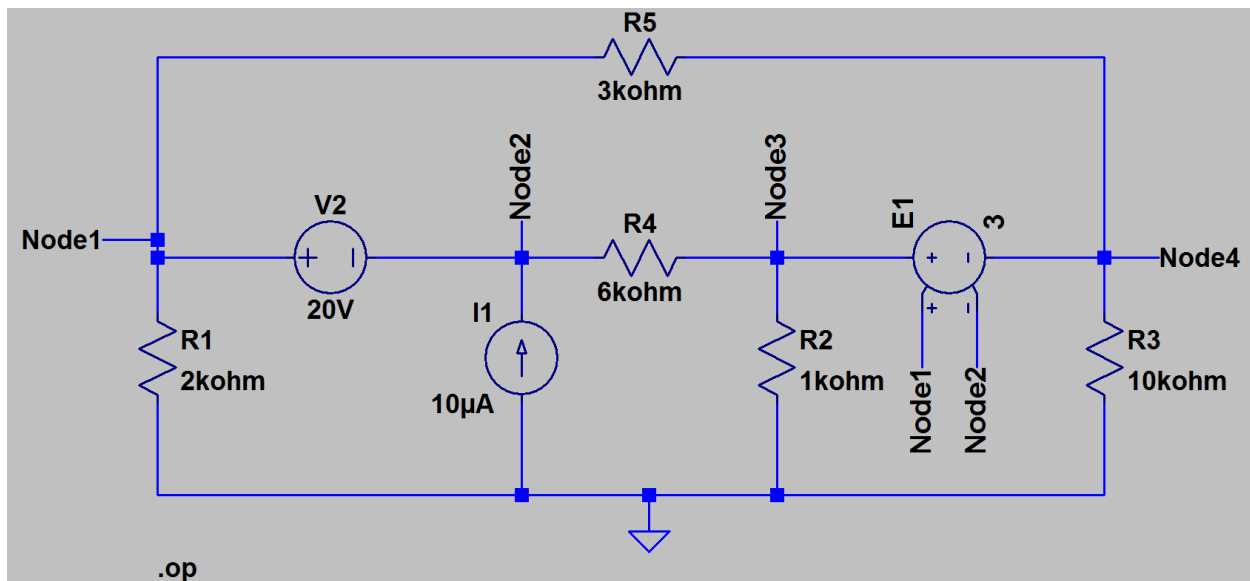 R5
3kohm
Node2
Node3
V2
R4
E1
3
Node1
+
−
+
−
Node4
20V
6kohm
I1
+
−
R1
R2
R3
2kohm
1kohm
10kohm
10µA
Node1
Node2
.op